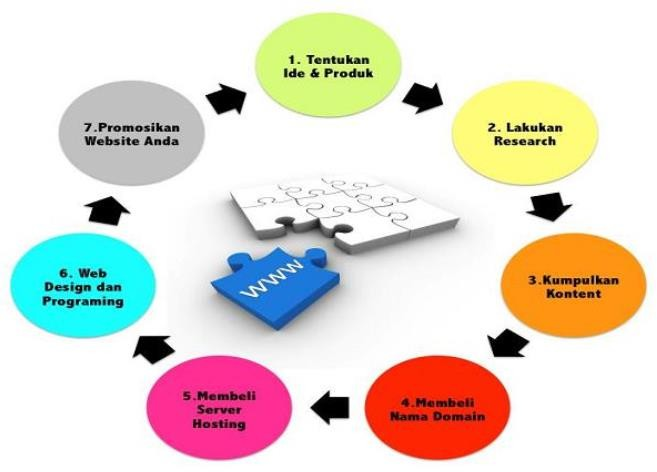 1. Tentukan
Ide & Produk
2. Lakukan
Research
3.Kumpulkan
Kontent
4.Membeli
Nama Domain
5.Membeli
Server
Hosting
6. Web
Design dan
Programing
7.Promosikan
Website Anda
WWW